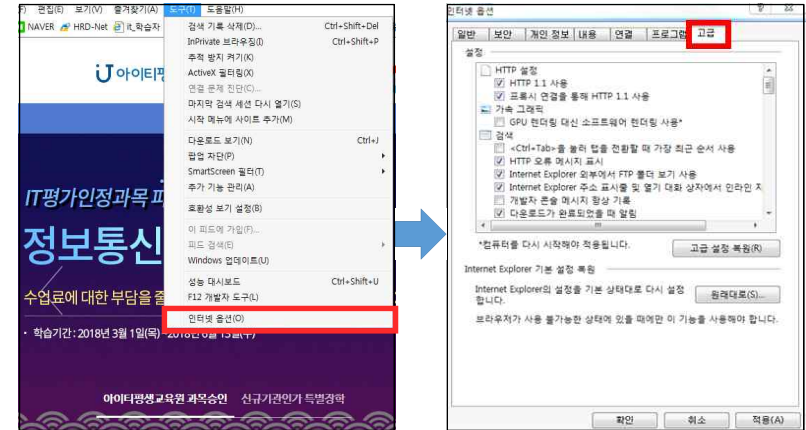 편집(E) 보기(V) 즐겨찾기(A) 도구(T) 도움말(H)
NAVER HRD-Net it_학습자
검색 기록 삭제(D)... Ctrl+Shift+Del
InPrivate 브라우징(I) Ctrl+Shift+P
추적 방지 켜기(K)
ActiveX 필터링(X)
연결 문제 진단(C)...
마지막 검색 세션 다시 열기(S)
시작 메뉴에 사이트 추가(M)
다운로드 보기(N) Ctrl+J
팝업 차단(P)
SmartScreen 필터(T)
추가 기능 관리(A)
호환성 보기 설정(B)
이 피드에 가입(F)...
피드 검색(E)
Windows 업데이트(U)
성능 대시보드 Ctrl+Shift+U
F12 개발자 도구(L)
인터넷 옵션(O)
아이티평
IT평가인정과목
정보통신
수업료에 대한 부담을 줄
· 학습기간: 2018년 3월 1일(목)~2018년 6월 13일(수)
아이티평생교육원 과목승인 신규기관인가 특별장학
인터넷 옵션
일반 보안 개인 정보 내용 연결 프로그램 고급
설정
HTTP 설정
HTTP 1.1 사용
프록시 연결을 통해 HTTP 1.1 사용
가속 그래픽
GPU 렌더링 대신 소프트웨어 렌더링 사용*
검색
<Ctrl+Tab>을 눌러 탭을 전환할 때 가장 최근 순서 사용
HTTP 오류 메시지 표시
Internet Explorer 외부에서 FTP 폴더 보기 사용
Internet Explorer 주소 표시줄 및 열기 대화 상자에서 인라인 자
개발자 콘솔 메시지 항상 기록
다운로드가 완료되었을 때 알림
*컴퓨터를 다시 시작해야 적용됩니다.
고급 설정 복원(R)
Internet Explorer 기본 설정 복원
Internet Explorer의 설정을 기본 상태대로 다시 설정
합니다.
원래대로(S)...
브라우저가 사용 불가능한 상태에 있을 때에만 이 기능을 사용해야 합니다.
확인 취소 적용(A)